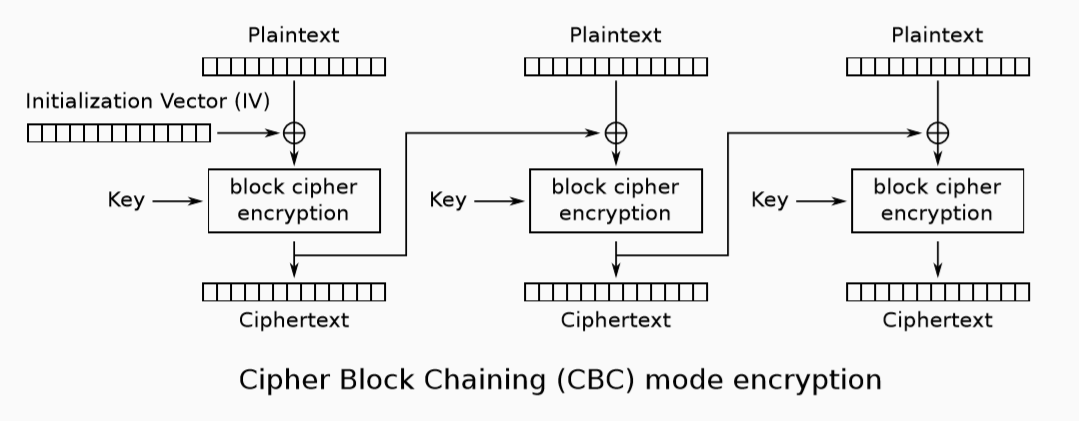 Plaintext
Plaintext
Plaintext
Initialization Vector (IV)
Key
block cipher
encryption
Key
block cipher
encryption
Key
block cipher
encryption
Ciphertext
Ciphertext
Ciphertext
Cipher Block Chaining (CBC) mode encryption